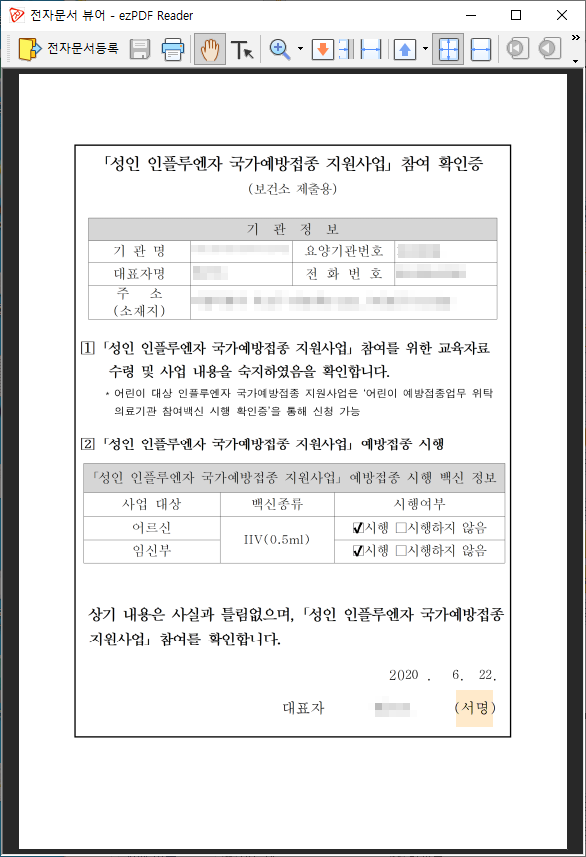 전자문서 뷰어 - ezPDF Reader
전자문서등록
「성인 인플루엔자 국가예방접종 지원사업」 참여 확인증
(보건소 제출용)
기 관 정 보
기 관 명 요양기관번호
대표자명 전 화 번 호
주 소
(소재지)
1 「성인 인플루엔자 국가예방접종 지원사업」 참여를 위한 교육자료
수령 및 사업 내용을 숙지하였음을 확인합니다.
* 어린이 대상 인플루엔자 국가예방접종 지원사업은 '어린이 예방접종업무 위탁
의료기관 참여백신 시행 확인증'을 통해 신청 가능
2 「성인 인플루엔자 국가예방접종 지원사업」 예방접종 시행
「성인 인플루엔자 국가예방접종 지원사업」 예방접종 시행 백신 정보
사업 대상 백신종류 시행여부
어르신 ☑시행 ☐시행하지 않음
IIV(0.5ml)
임신부 ☑시행 ☐시행하지 않음
상기 내용은 사실과 틀림없으며, 「성인 인플루엔자 국가예방접종
지원사업」 참여를 확인합니다.
2020 . 6. 22.
대표자 (서명)